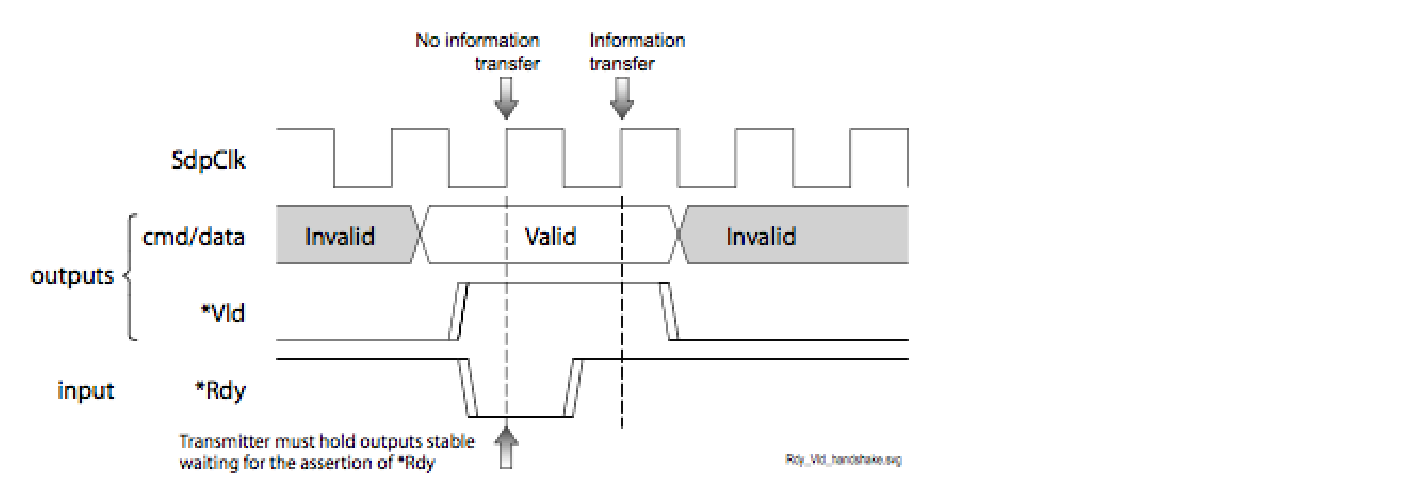 No information
transfer
Information
transfer
SdpClk
cmd/data
Invalid
Valid
Invalid
outputs
*Vld
input
*Rdy
Transmitter must hold outputs stable
waiting for the assertion of *Rdy
Rdy_Vld_handshake.svg